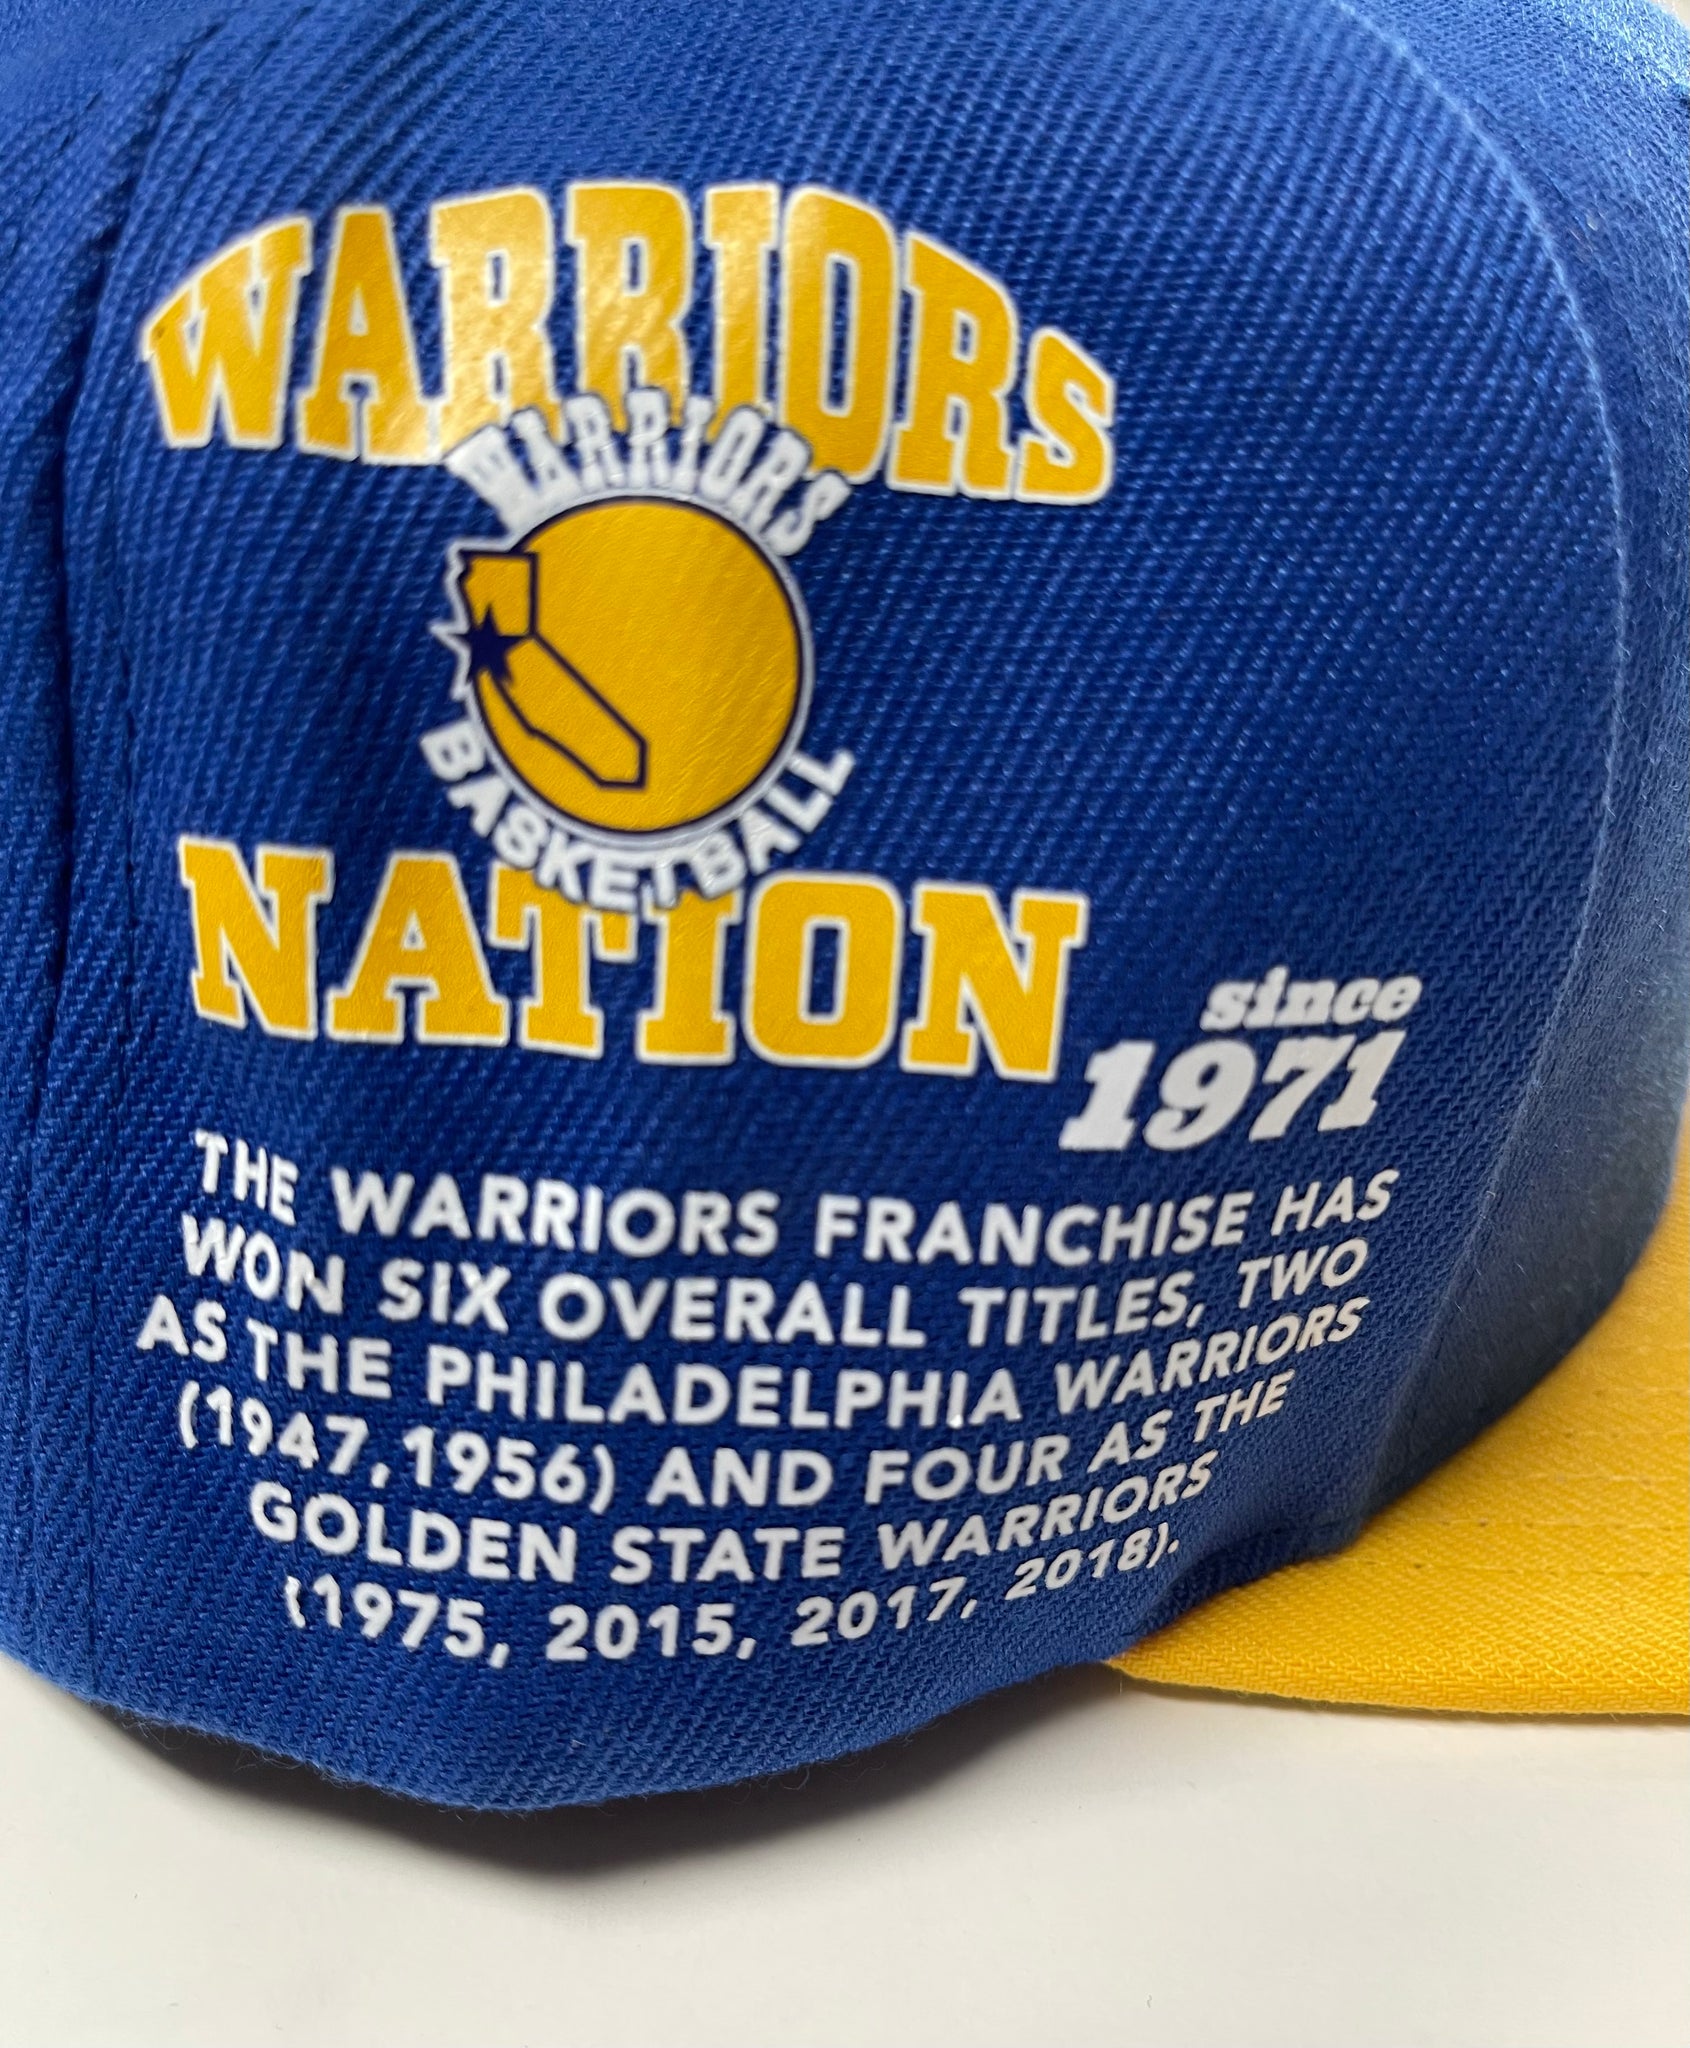 WARRIORS
WARRIORS
BASKETBALL
NATION
since
1971
THE WARRIORS FRANCHISE HAS
WON SIX OVERALL TITLES, TWO
AS THE PHILADELPHIA WARRIORS
(1947,1956) AND FOUR AS THE
GOLDEN STATE WARRIORS
(1975, 2015, 2017, 2018).